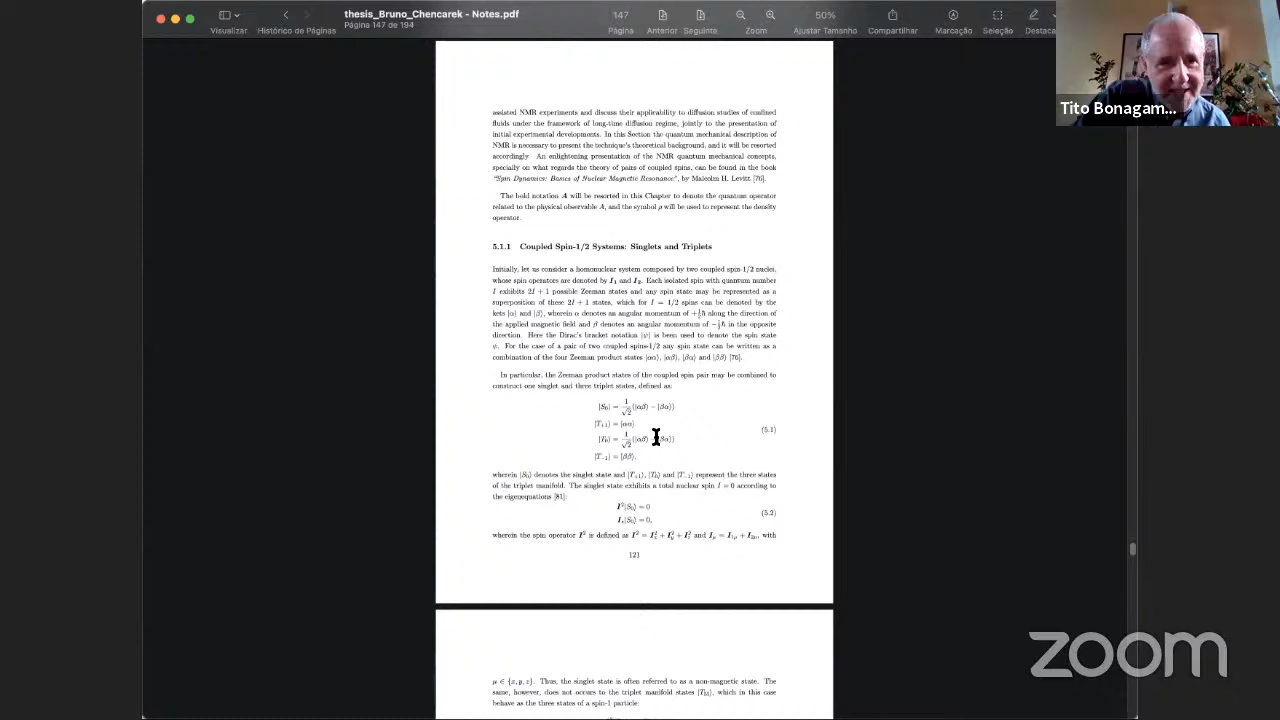 thesis_Bruno_Chencarek - Notes.pdf
Página 147 de 194
147
50%
Visualizar
Histórico de Páginas
Página
Anterior
Seguinte
Zoom
Ajustar Tamanho
Compartilhar
Marcação
Seleção
Destaca
Tito Bonagam...
assisted NMR experiments and discuss their applicability to diffusion studies of confined
fluids under the framework of long-time diffusion regime, jointly to the presentation of
initial experimental developments. In this Section the quantum mechanical description of
NMR is necessary to present the technique's theoretical background, and it will be resorted
accordingly. An enlightening presentation of the NMR quantum mechanical concepts,
specially on what regards the theory of pairs of coupled spins, can be found in the book
"Spin Dynamics: Basics of Nuclear Magnetic Resonance", by Malcolm H. Levitt [76].
The bold notation A will be resorted in this Chapter to denote the quantum operator
related to the physical observable A, and the symbol ρ will be used to represent the density
operator.
5.1.1 Coupled Spin-1/2 Systems: Singlets and Triplets
Initially, let us consider a homonuclear system composed by two coupled spin-1/2 nuclei,
whose spin operators are denoted by I₁ and I₂. Each isolated spin with quantum number
I exhibits 2I + 1 possible Zeeman states and any spin state may be represented as a
superposition of these 2I + 1 states, which for I = 1/2 spins can be denoted by the
kets |α⟩ and |β⟩, wherein α denotes an angular momentum of +½ħ along the direction of
the applied magnetic field and β denotes an angular momentum of −½ħ in the opposite
direction. Here the Dirac's bracket notation |ψ⟩ is been used to denote the spin state
ψ. For the case of a pair of two coupled spins-1/2 any spin state can be written as a
combination of the four Zeeman product states |αα⟩, |αβ⟩, |βα⟩ and |ββ⟩ [76].
In particular, the Zeeman product states of the coupled spin pair may be combined to
construct one singlet and three triplet states, defined as:
|S₀⟩ = 1/√2 (|αβ⟩ − |βα⟩)
|T₊₁⟩ = |αα⟩
|T₀⟩ = 1/√2 (|αβ⟩ βα⟩)
|T₋₁⟩ = |ββ⟩,
(5.1)
wherein |S₀⟩ denotes the singlet state and |T₊₁⟩, |T₀⟩ and |T₋₁⟩ represent the three states
of the triplet manifold. The singlet state exhibits a total nuclear spin I = 0 according to
the eigenequations [81]:
I²|S₀⟩ = 0
I_z|S₀⟩ = 0,
(5.2)
wherein the spin operator I² is defined as I² = I²_x + I²_y + I²_z and I_μ = I_1μ + I_2μ, with
121
μ ∈ {x, y, z}. Thus, the singlet state is often referred to as a non-magnetic state. The
same, however, does not occurs to the triplet manifold states |T_M⟩, which in this case
behave as the three states of a spin-1 particle:
zoom